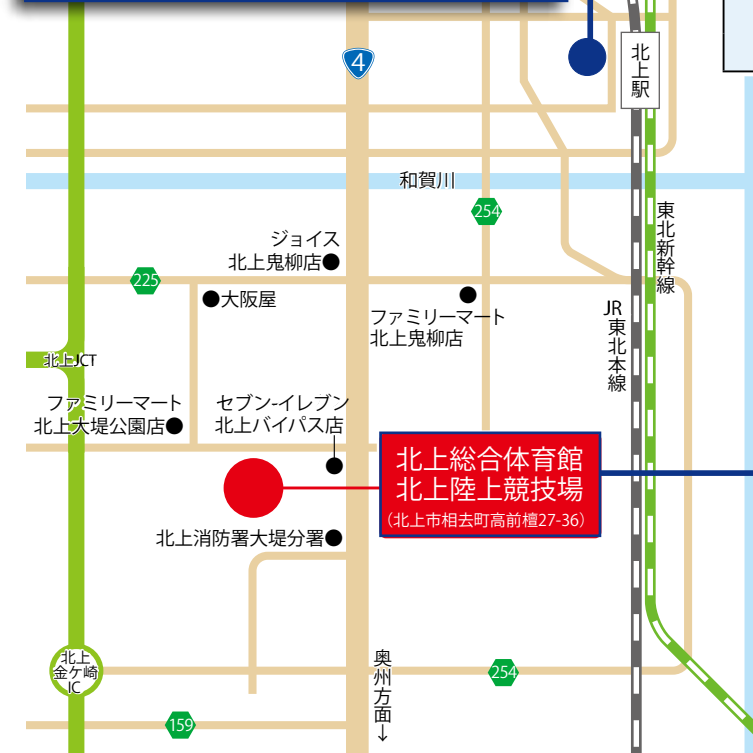 4
北上駅
和賀川
254
東北新幹線
ジョイス
北上鬼柳店
225
大阪屋
ファミリーマート
北上鬼柳店
JR東北本線
北上JCT
ファミリーマート
北上大堤公園店
セブン-イレブン
北上バイパス店
北上総合体育館
北上陸上競技場
(北上市相去町高前檀27-36)
北上消防署大堤分署
北上
金ケ崎
IC
奥州方面↓
254
159